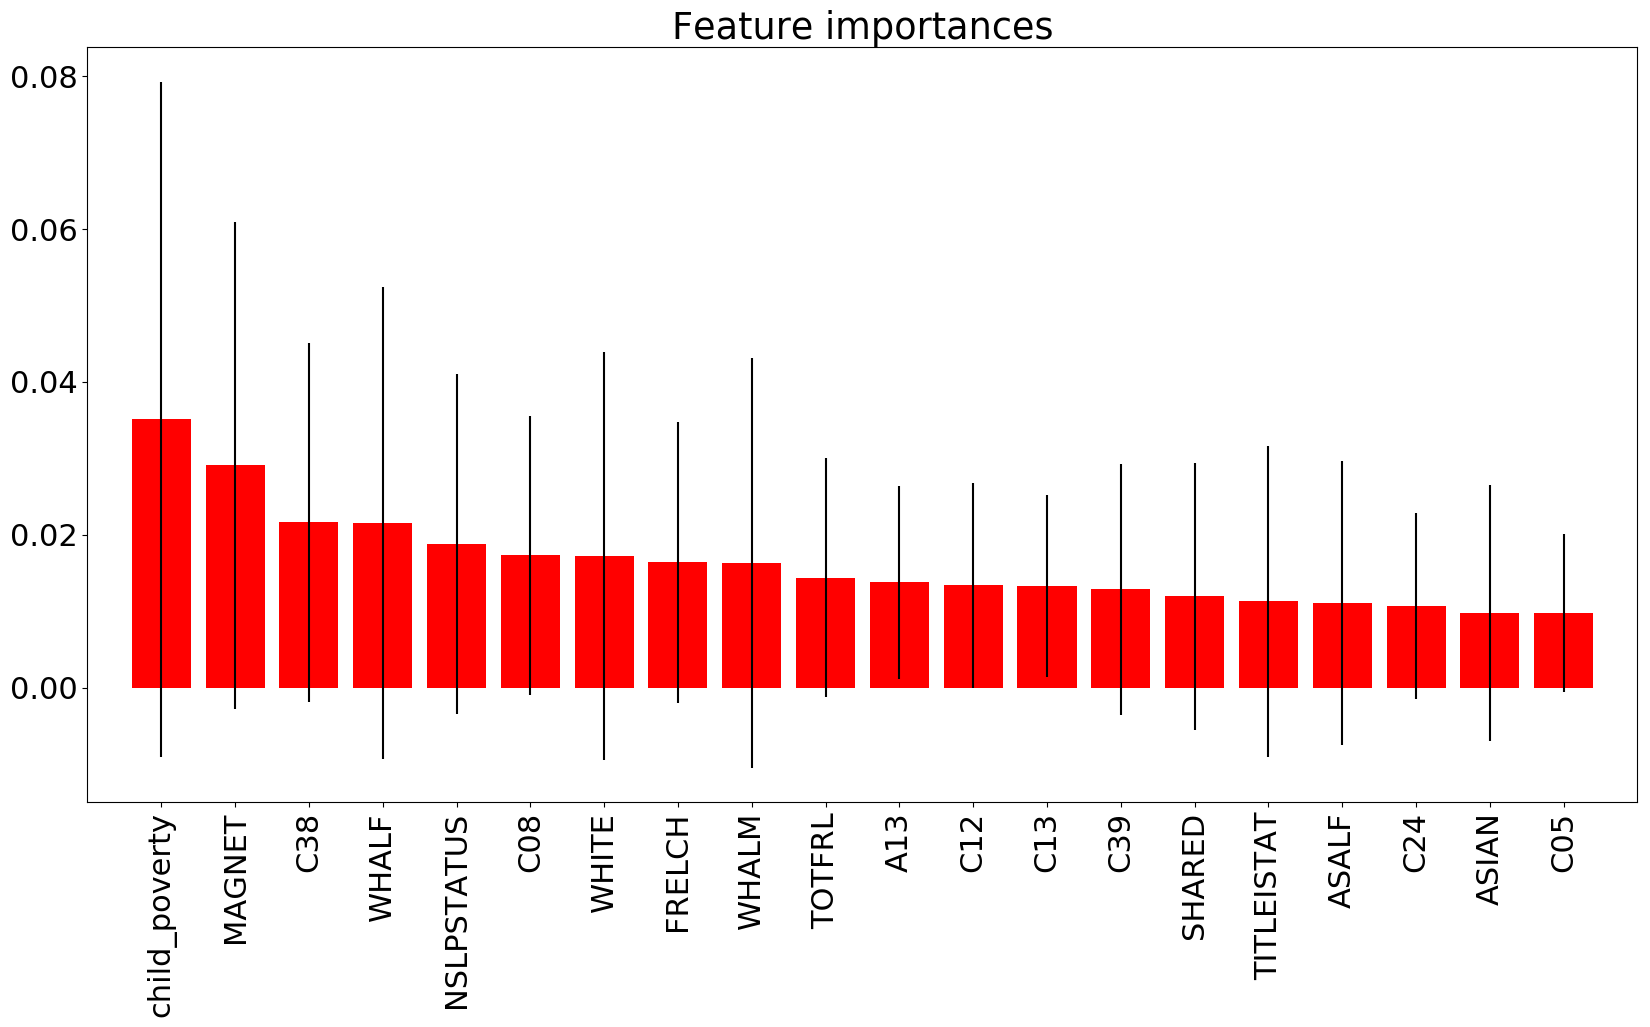 Feature importances
0.08
0.06
0.04
0.02
0.00
child_poverty
MAGNET
C38
WHALF
NSLPSTATUS
C08
WHITE
FRELCH
WHALM
TOTFRL
A13
C12
C13
C39
SHARED
TITLEISTAT
ASALF
C24
ASIAN
C05